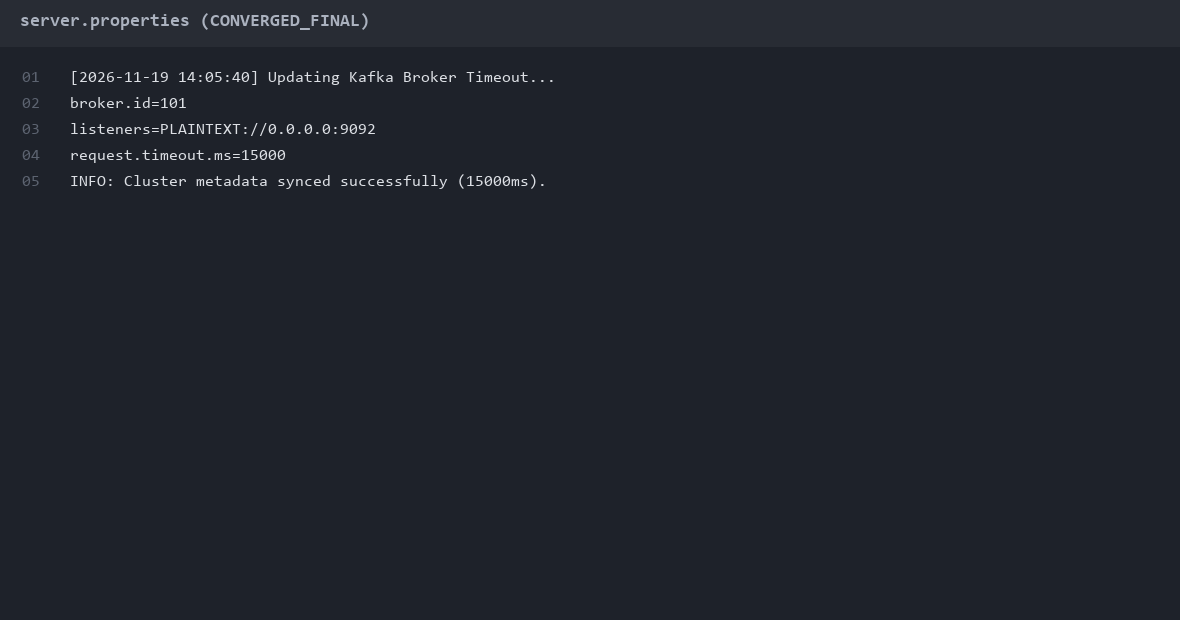 server.properties (CONVERGED_FINAL)
01 [2026-11-19 14:05:40] Updating Kafka Broker Timeout...
02 broker.id=101
03 listeners=PLAINTEXT://0.0.0.0:9092
04 request.timeout.ms=15000
05 INFO: Cluster metadata synced successfully (15000ms).